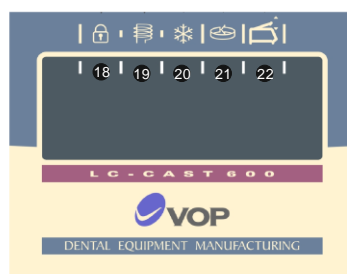 18 19 20 21 22
LC-CAST 600
VOP
DENTAL EQUIPMENT MANUFACTURING